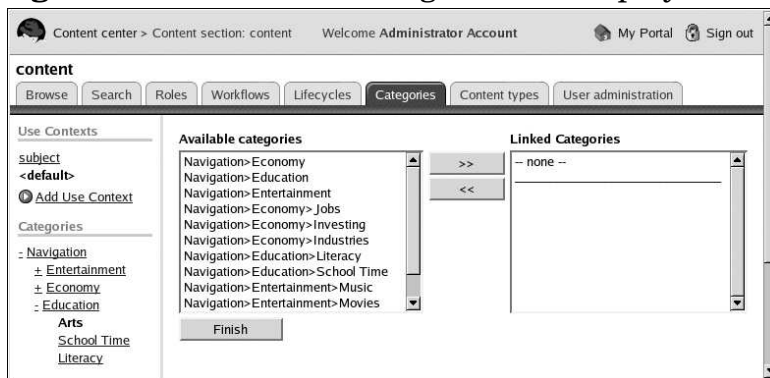 Content center > Content section: content Welcome Administrator Account My Portal Sign out
content
Browse Search Roles Workflows Lifecycles Categories Content types User administration
Use Contexts
subject
<default>
Add Use Context
Categories
- Navigation
+ Entertainment
+ Economy
- Education
Arts
School Time
Literacy
Available categories
Navigation>Economy
Navigation>Education
Navigation>Entertainment
Navigation>Economy>Jobs
Navigation>Economy>Investing
Navigation>Economy>Industries
Navigation>Education>Literacy
Navigation>Education>School Time
Navigation>Entertainment>Music
Navigation>Entertainment>Movies
Finish
>>
<<
Linked Categories
-- none --